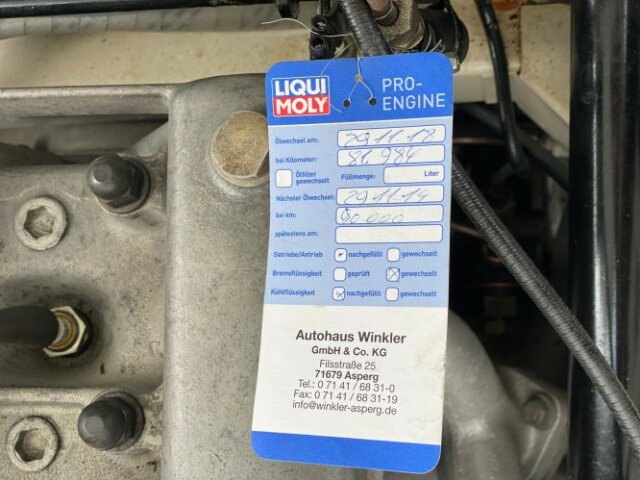 LIQUI
MOLY
PRO-
ENGINE
Ölwechsel am: 29.11.12
bei Kilometer: 81.984
Ölfilter
gewechselt
Füllmenge: Liter
Nächster Ölwechsel: 29.11.14
bei km: 90.000
spätestens am:
Getriebe/Antrieb nachgefüllt gewechselt
Bremsflüssigkeit geprüft gewechselt
Kühlflüssigkeit nachgefüllt gewechselt
Autohaus Winkler
GmbH & Co. KG
Filsstraße 25
71679 Asperg
Tel.: 0 71 41 / 68 31-0
Fax: 0 71 41 / 68 31-19
info@winkler-asperg.de